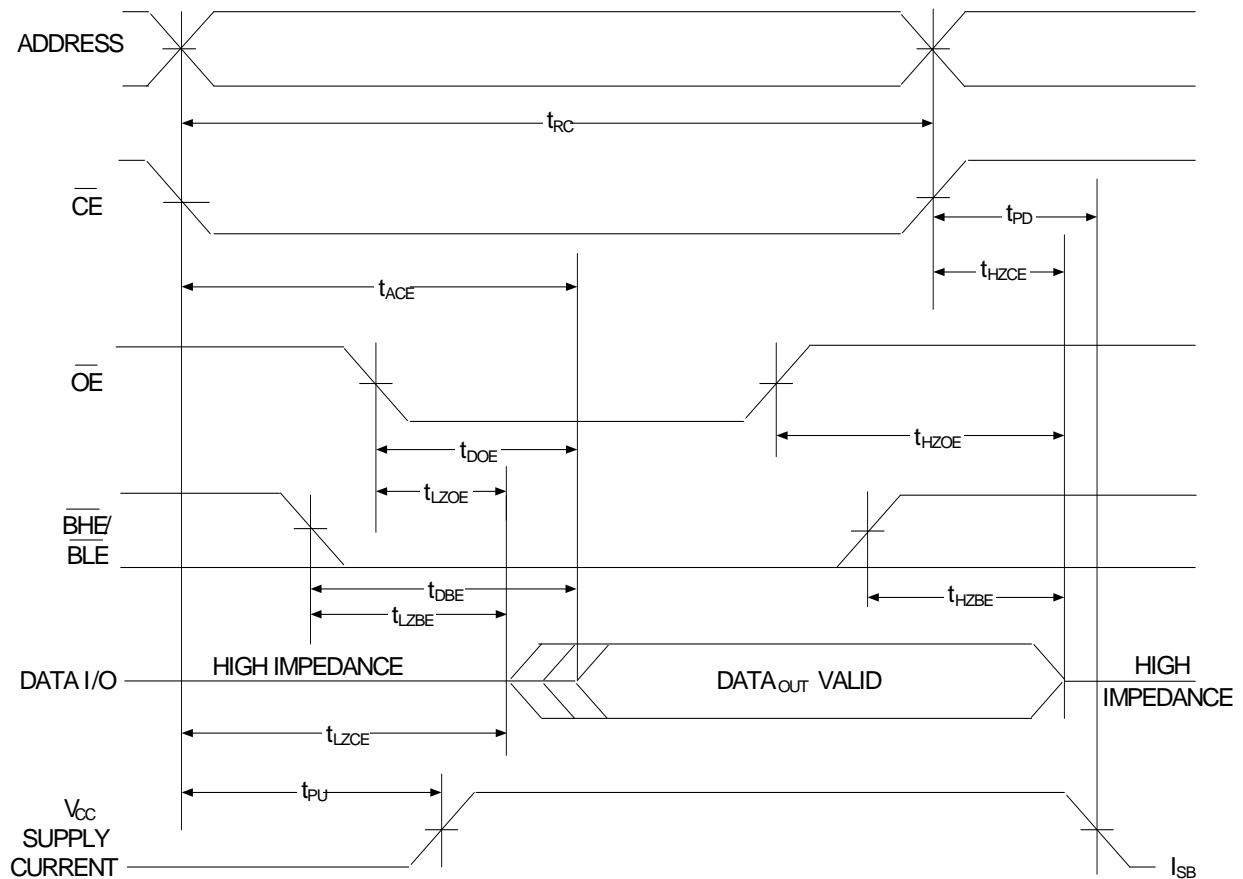 ADDRESS
tRC
CE
tPD
tHZCE
tACE
OE
tHZOE
tDOE
tLZOE
BHE/
BLE
tDBE
tHZBE
tLZBE
HIGH IMPEDANCE
DATA I/O
DATAOUT VALID
HIGH
IMPEDANCE
tLZCE
tPU
VCC
SUPPLY
CURRENT
ISB